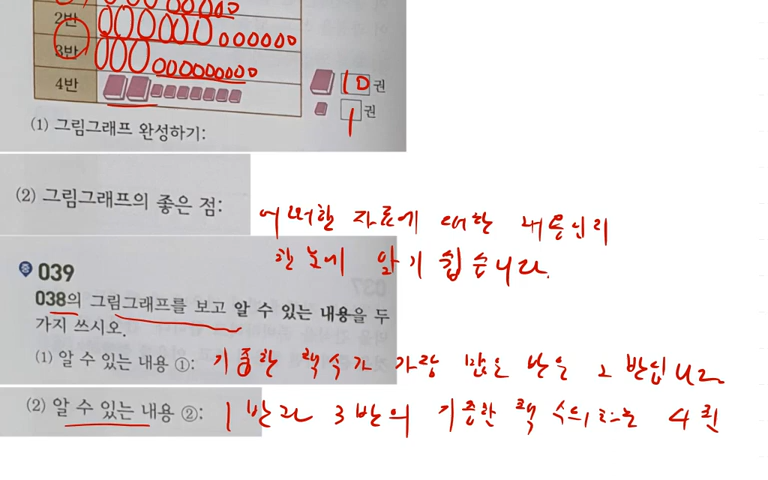 2반
3반
4반
10 권
1 권
(1) 그림그래프 완성하기:
(2) 그림그래프의 좋은 점:
어떠한 자료에 대한 내용인지
한 눈에 알기 쉽습니다.
039
038의 그림그래프를 보고 알 수 있는 내용을 두
가지 쓰시오.
(1) 알 수 있는 내용 ①: 기증한 책 수가 가장 많은 반은 2반입니다
(2) 알 수 있는 내용 ②: 1반과 3반의 기증한 책 수의 차는 4권